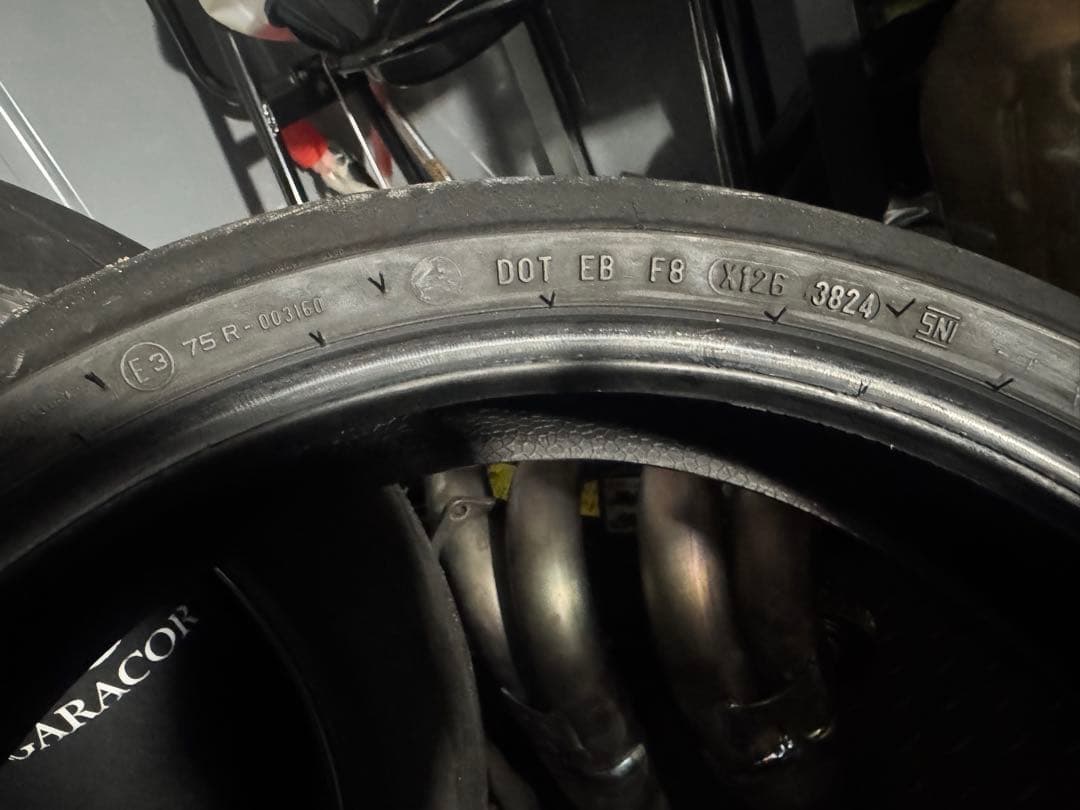 E3 75 R - 003160
DOT EB F8 X126 3824 SNI
GARACOR